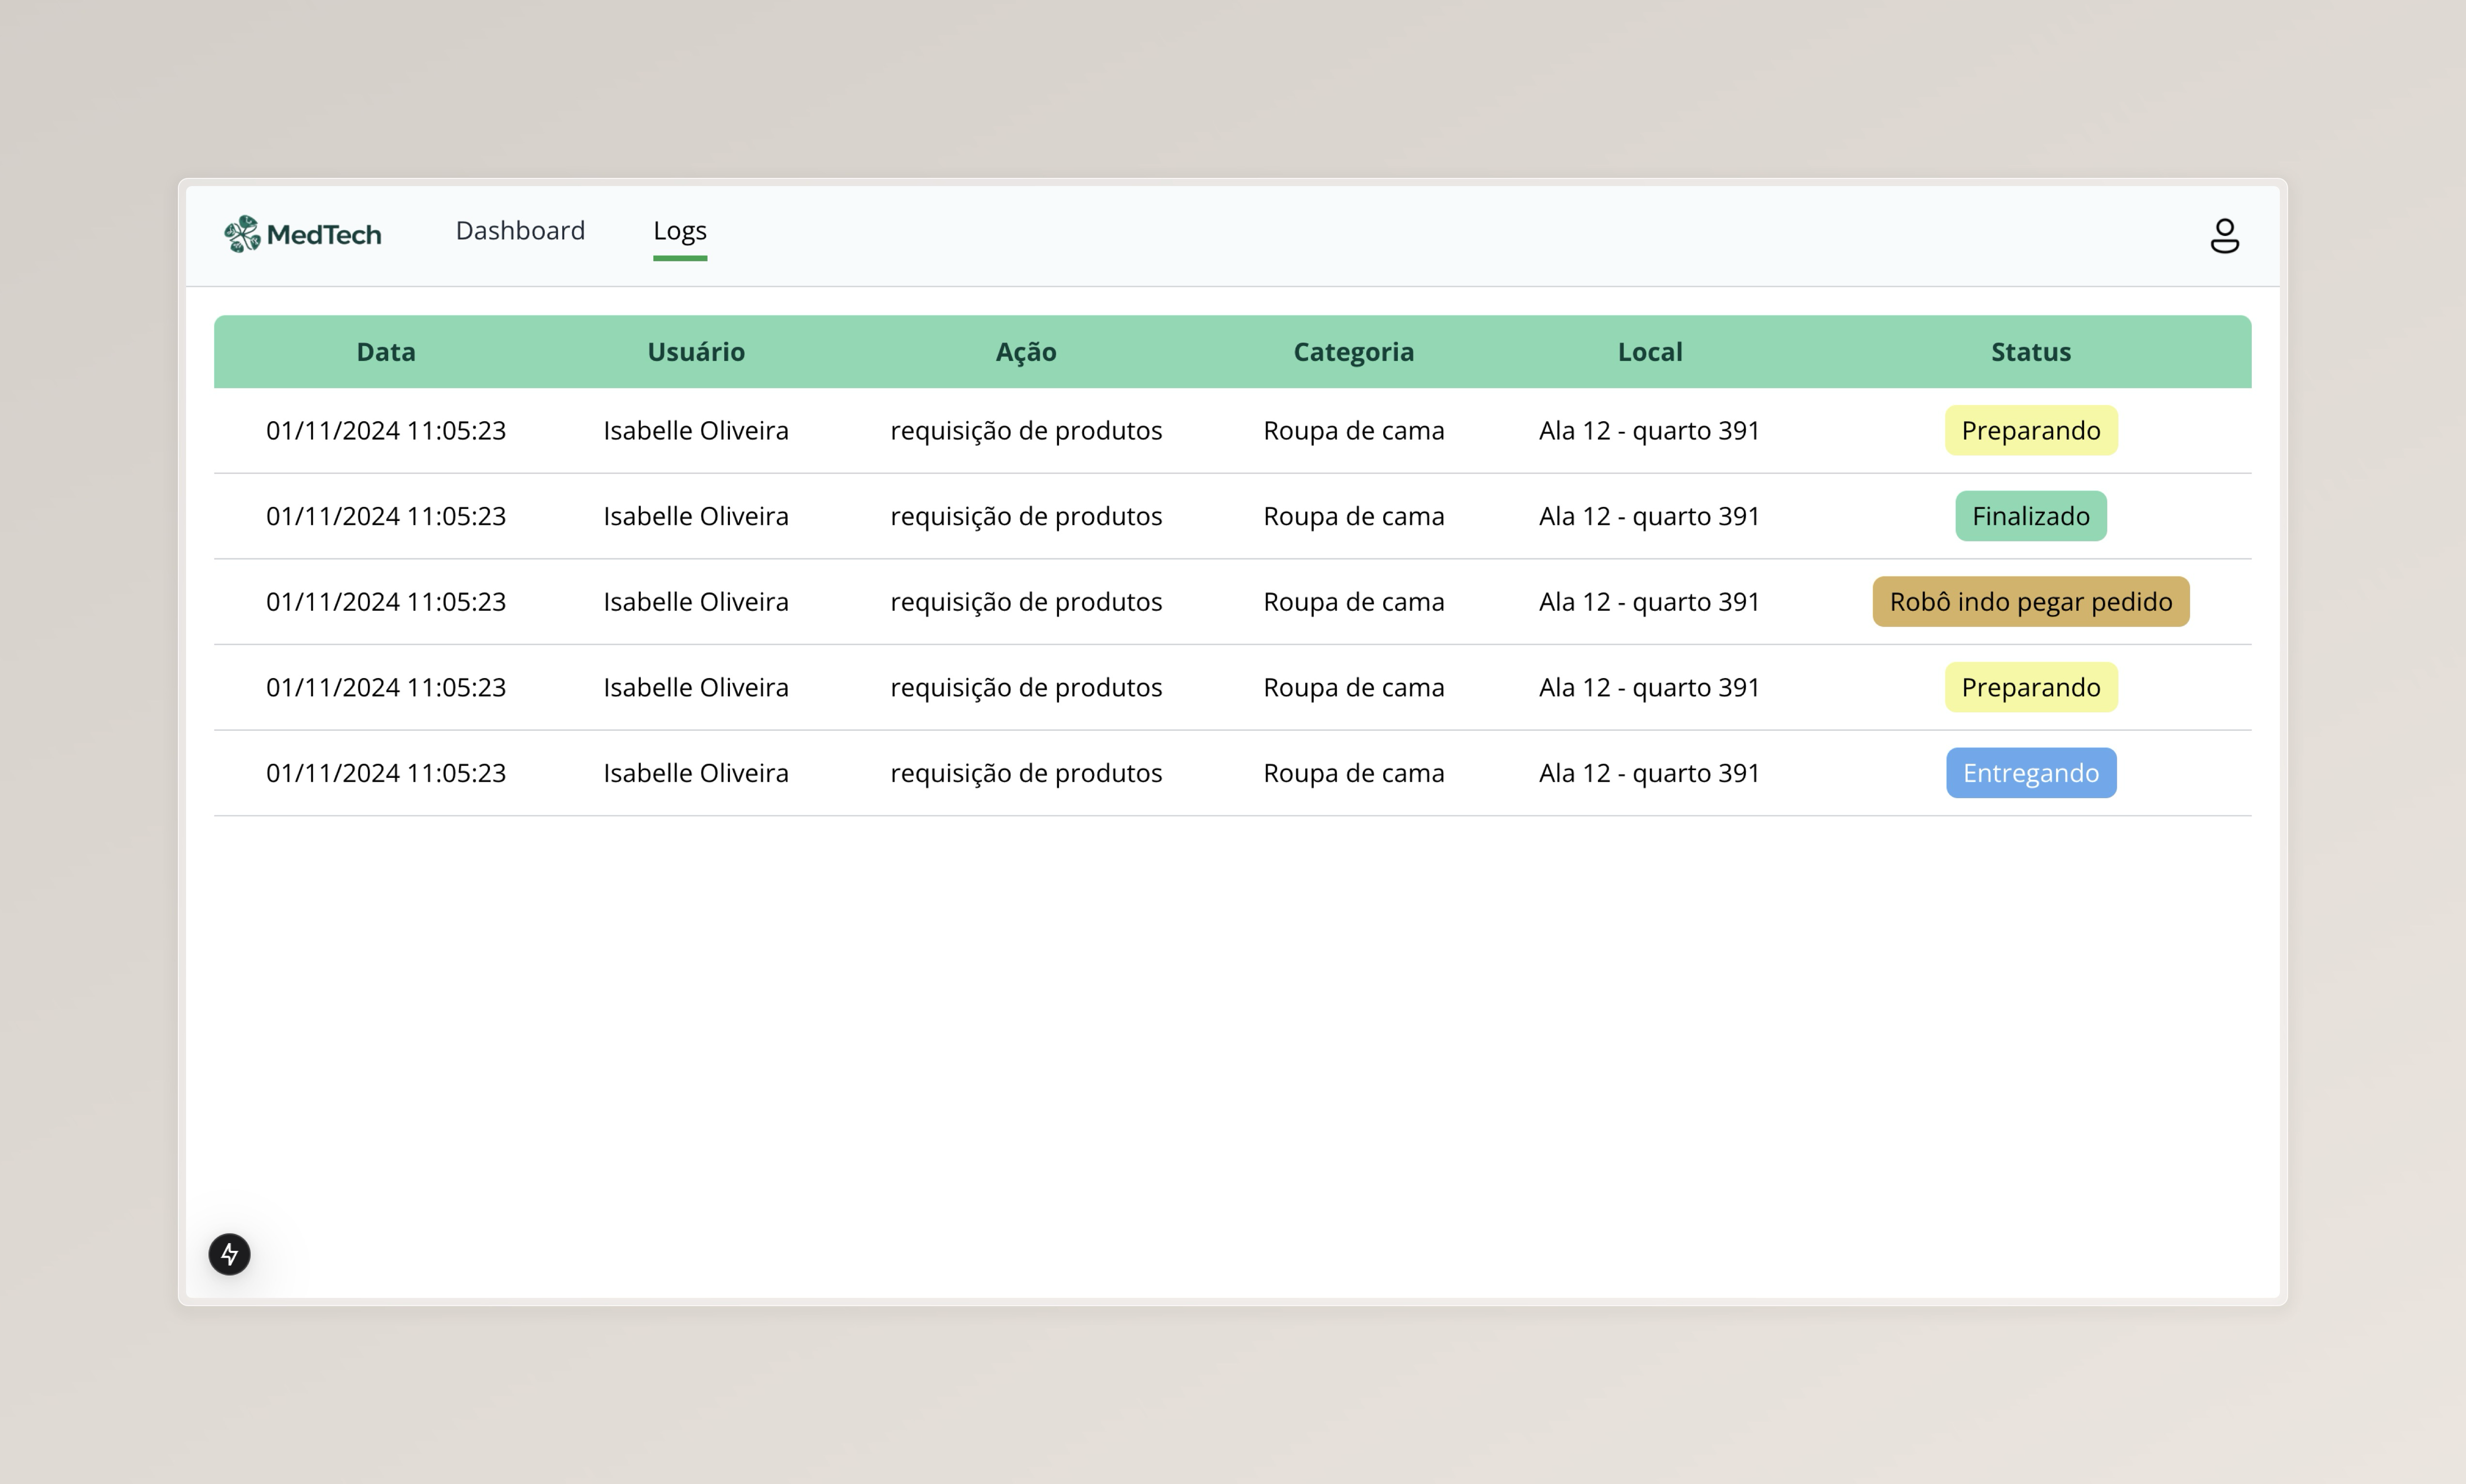 MedTech Dashboard Logs
Data Usuário Ação Categoria Local Status
01/11/2024 11:05:23 Isabelle Oliveira requisição de produtos Roupa de cama Ala 12 - quarto 391 Preparando
01/11/2024 11:05:23 Isabelle Oliveira requisição de produtos Roupa de cama Ala 12 - quarto 391 Finalizado
01/11/2024 11:05:23 Isabelle Oliveira requisição de produtos Roupa de cama Ala 12 - quarto 391 Robô indo pegar pedido
01/11/2024 11:05:23 Isabelle Oliveira requisição de produtos Roupa de cama Ala 12 - quarto 391 Preparando
01/11/2024 11:05:23 Isabelle Oliveira requisição de produtos Roupa de cama Ala 12 - quarto 391 Entregando